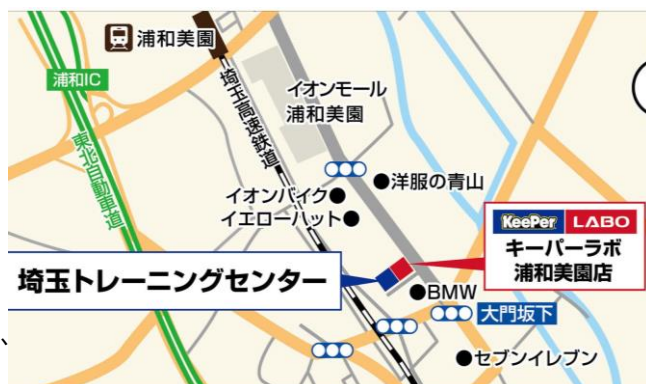 浦和美園
浦和IC
東北自動車道
埼玉高速鉄道
イオンモール
浦和美園
洋服の青山
イオンバイク
イエローハット
KeePer LABO
キーパーラボ
浦和美園店
埼玉トレーニングセンター
BMW
大門坂下
セブンイレブン
、